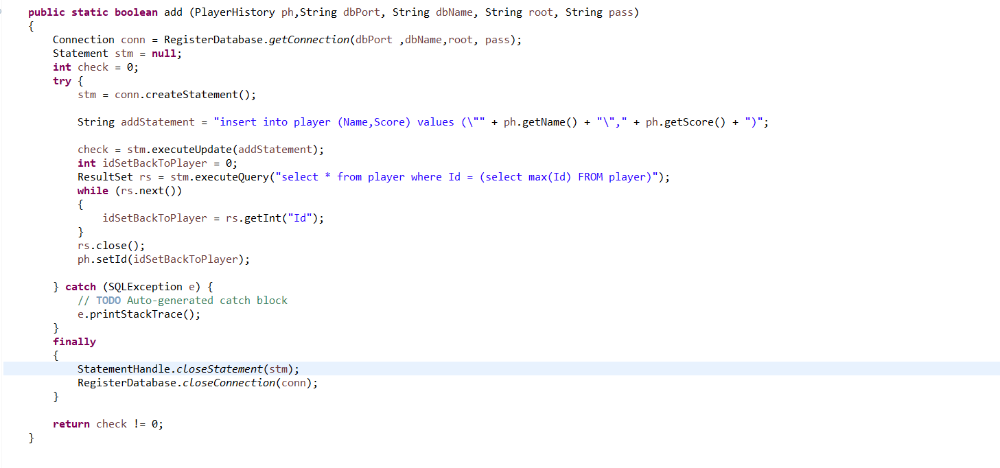 public static boolean add (PlayerHistory ph,String dbPort, String dbName, String root, String pass)
{
    Connection conn = RegisterDatabase.getConnection(dbPort ,dbName,root, pass);
    Statement stm = null;
    int check = 0;
    try {
        stm = conn.createStatement();

        String addStatement = "insert into player (Name,Score) values (\"" + ph.getName() + "\"," + ph.getScore() + ")";

        check = stm.executeUpdate(addStatement);
        int idSetBackToPlayer = 0;
        ResultSet rs = stm.executeQuery("select * from player where Id = (select max(Id) FROM player)");
        while (rs.next())
        {
            idSetBackToPlayer = rs.getInt("Id");
        }
        rs.close();
        ph.setId(idSetBackToPlayer);

    } catch (SQLException e) {
        // TODO Auto-generated catch block
        e.printStackTrace();
    }
    finally
    {
        StatementHandle.closeStatement(stm);
        RegisterDatabase.closeConnection(conn);
    }

    return check != 0;
}